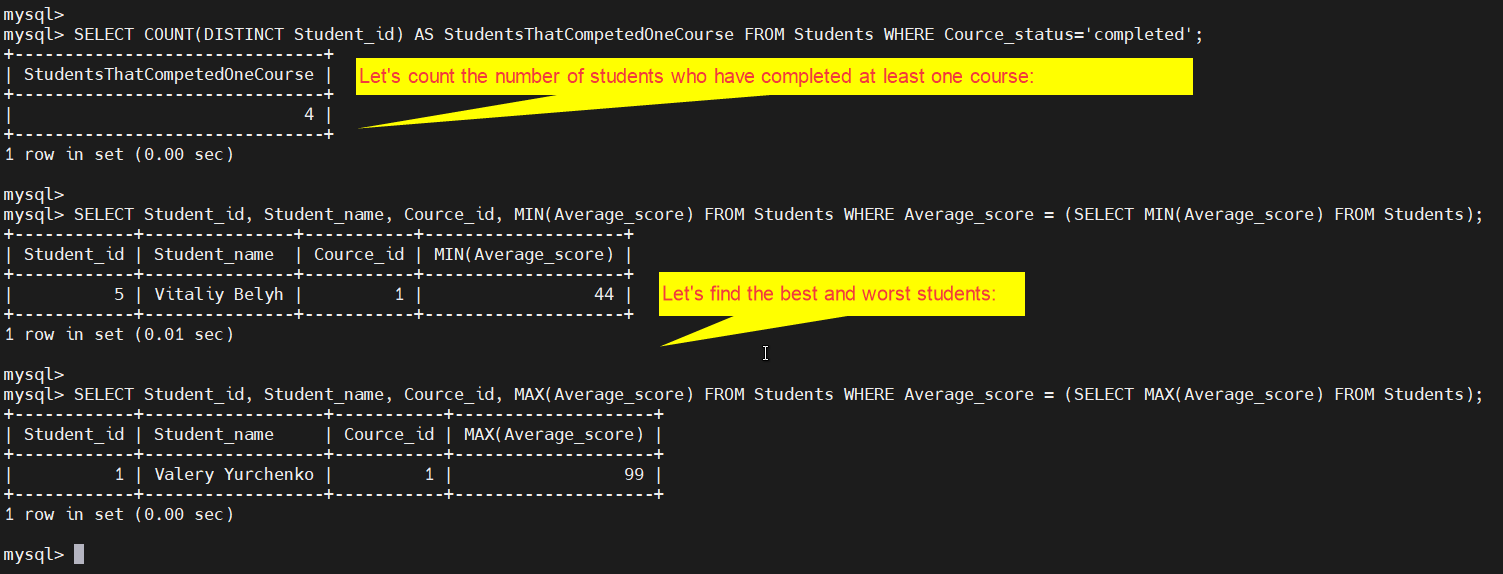 mysql>
mysql> SELECT COUNT(DISTINCT Student_id) AS StudentsThatCompetedOneCourse FROM Students WHERE Cource_status='completed';
+-------------------------------+
| StudentsThatCompetedOneCourse |
+-------------------------------+
|                             4 |
+-------------------------------+
1 row in set (0.00 sec)
Let's count the number of students who have completed at least one course:

mysql>
mysql> SELECT Student_id, Student_name, Cource_id, MIN(Average_score) FROM Students WHERE Average_score = (SELECT MIN(Average_score) FROM Students);
+------------+---------------+-----------+--------------------+
| Student_id | Student_name  | Cource_id | MIN(Average_score) |
+------------+---------------+-----------+--------------------+
|          5 | Vitaliy Belyh |         1 |                 44 |
+------------+---------------+-----------+--------------------+
1 row in set (0.01 sec)
Let's find the best and worst students:

mysql>
mysql> SELECT Student_id, Student_name, Cource_id, MAX(Average_score) FROM Students WHERE Average_score = (SELECT MAX(Average_score) FROM Students);
+------------+------------------+-----------+--------------------+
| Student_id | Student_name     | Cource_id | MAX(Average_score) |
+------------+------------------+-----------+--------------------+
|          1 | Valery Yurchenko |         1 |                 99 |
+------------+------------------+-----------+--------------------+
1 row in set (0.00 sec)

mysql>